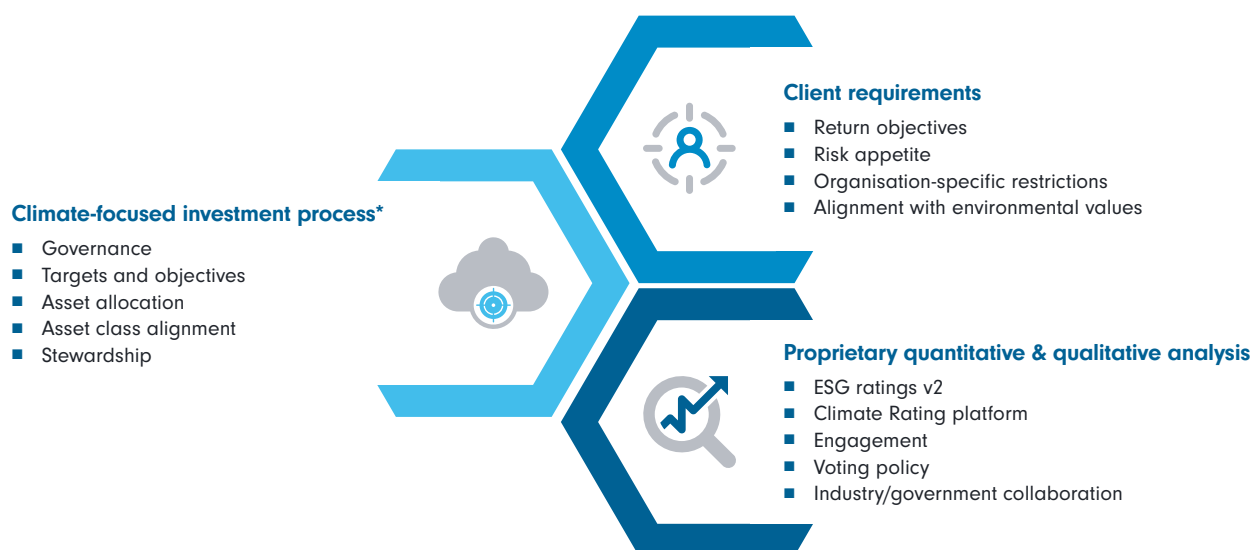 Climate-focused investment process*
■ Governance
■ Targets and objectives
■ Asset allocation
■ Asset class alignment
■ Stewardship
Client requirements
■ Return objectives
■ Risk appetite
■ Organisation-specific restrictions
■ Alignment with environmental values
Proprietary quantitative & qualitative analysis
■ ESG ratings v2
■ Climate Rating platform
■ Engagement
■ Voting policy
■ Industry/government collaboration